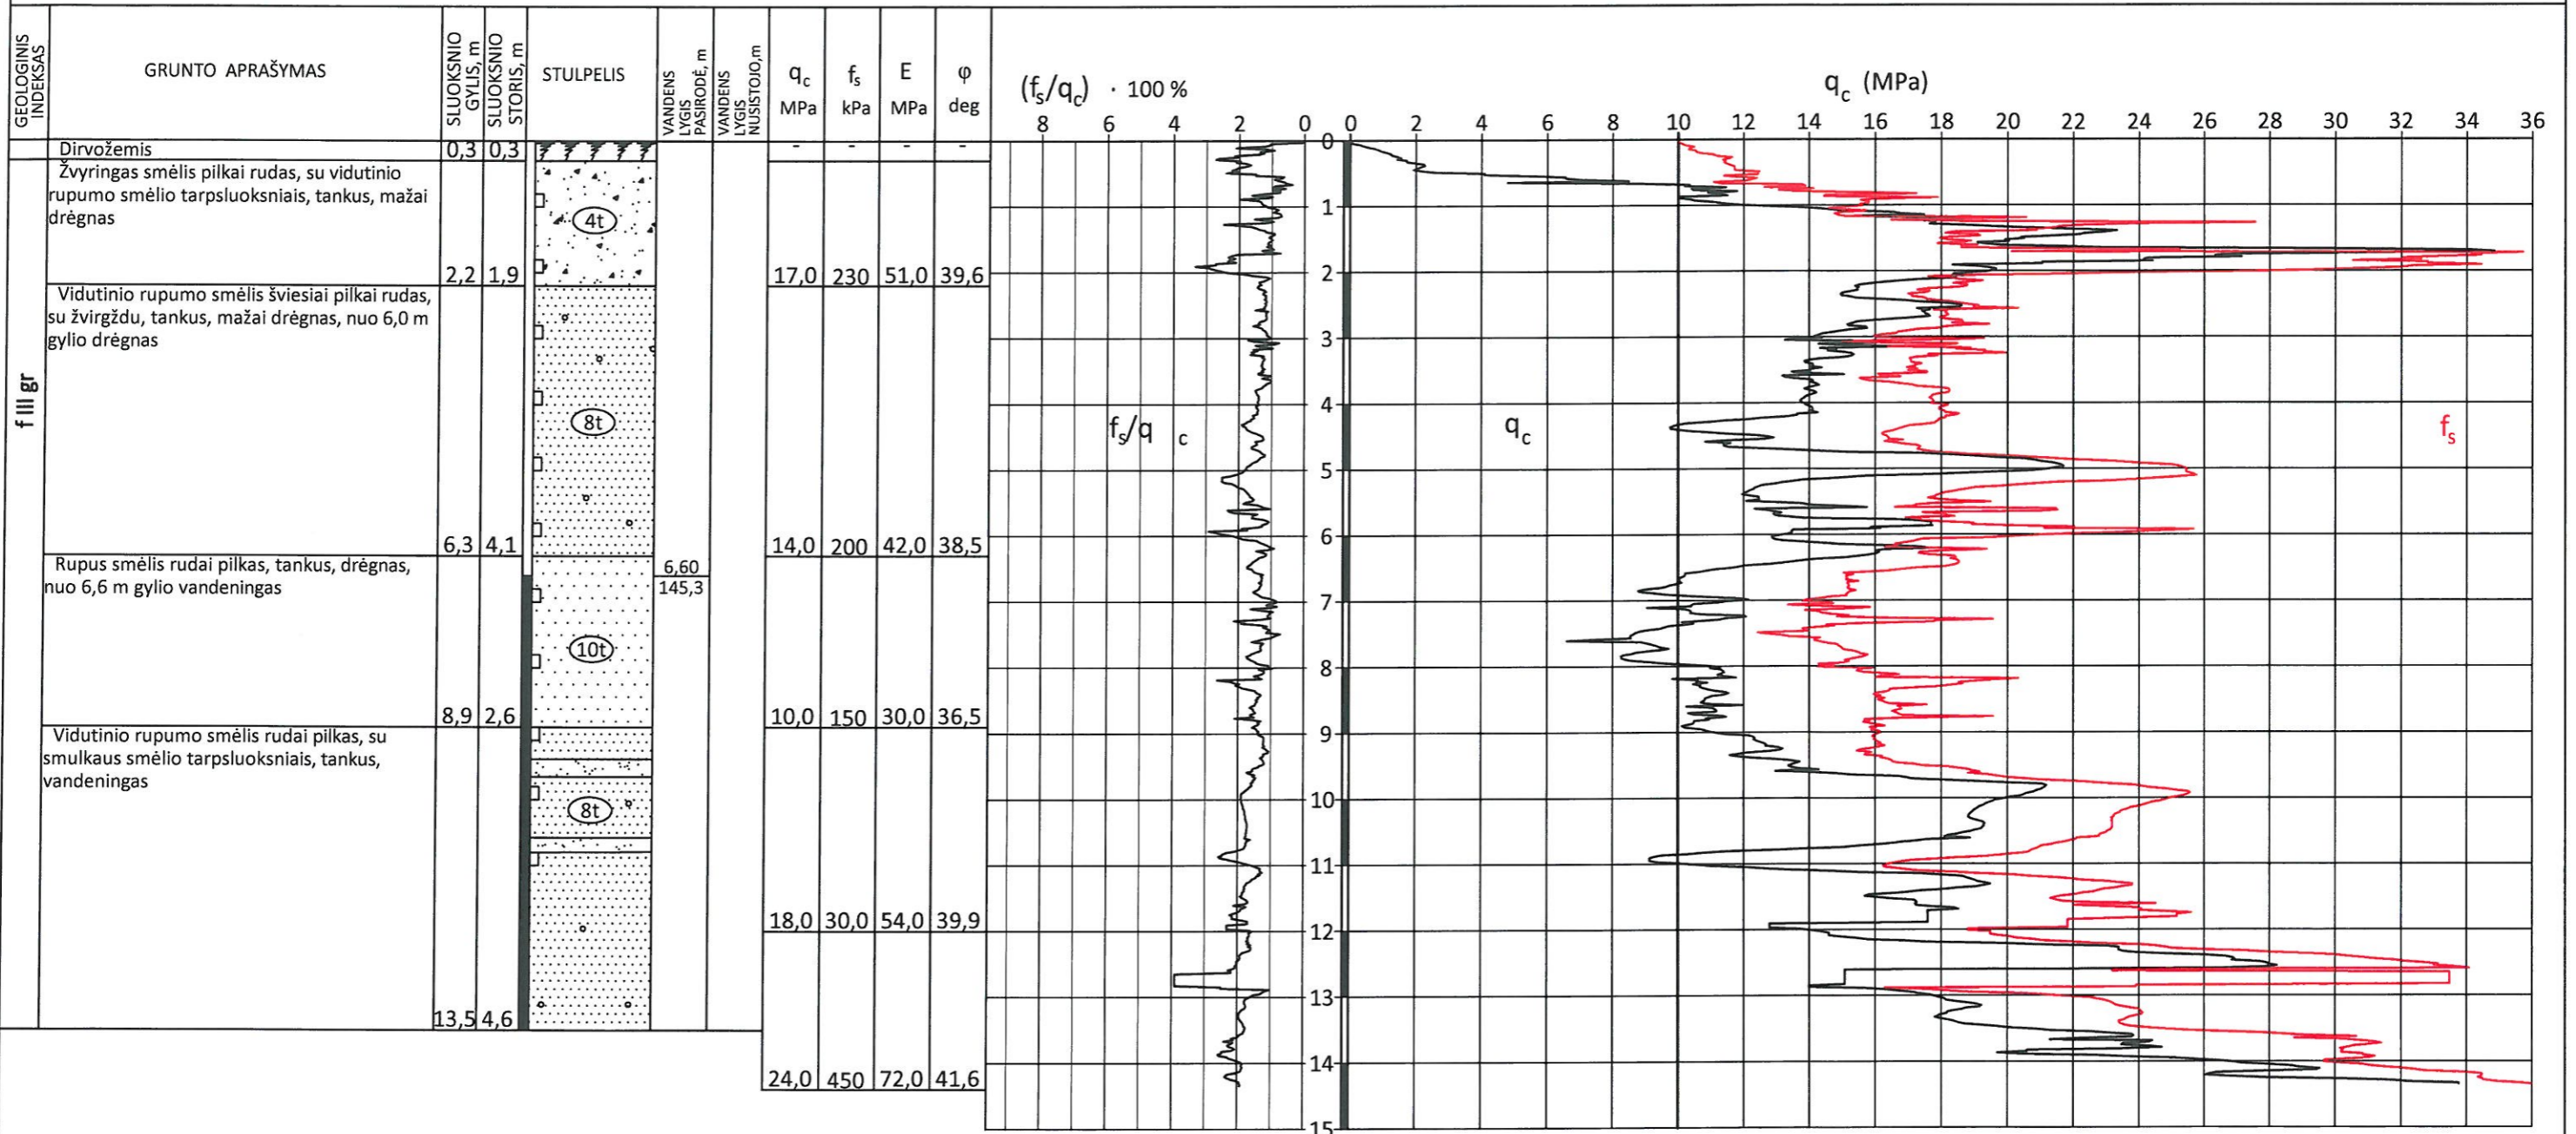 GEOLOGINIS
INDEKSAS
GRUNTO APRAŠYMAS
SLUOKSNIO
GYLIS, m
SLUOKSNIO
STORIS, m
STULPELIS
VANDENS
LYGIS
PASIRODĖ, m
VANDENS
LYGIS
NUSISTOJO,m
qc
MPa
fs
kPa
E
MPa
φ
deg
(fs/qc) · 100 %
qc (MPa)
8 6 4 2 0
0 2 4 6 8 10 12 14 16 18 20 22 24 26 28 30 32 34 36
Dirvožemis 0,3 0,3 - - - -
Žvyringas smėlis pilkai rudas, su vidutinio
rupumo smėlio tarpsluoksniais, tankus, mažai
drėgnas
4t
2,2 1,9 17,0 230 51,0 39,6
Vidutinio rupumo smėlis šviesiai pilkai rudas,
su žvirgždu, tankus, mažai drėgnas, nuo 6,0 m
gylio drėgnas
f III gr
8t
6,3 4,1 14,0 200 42,0 38,5
Rupus smėlis rudai pilkas, tankus, drėgnas,
nuo 6,6 m gylio vandeningas
6,60
145,3
10t
8,9 2,6 10,0 150 30,0 36,5
Vidutinio rupumo smėlis rudai pilkas, su
smulkaus smėlio tarpsluoksniais, tankus,
vandeningas
8t
18,0 30,0 54,0 39,9
13,5 4,6
24,0 450 72,0 41,6
fs/q c
qc
fs
0
1
2
3
4
5
6
7
8
9
10
11
12
13
14
15